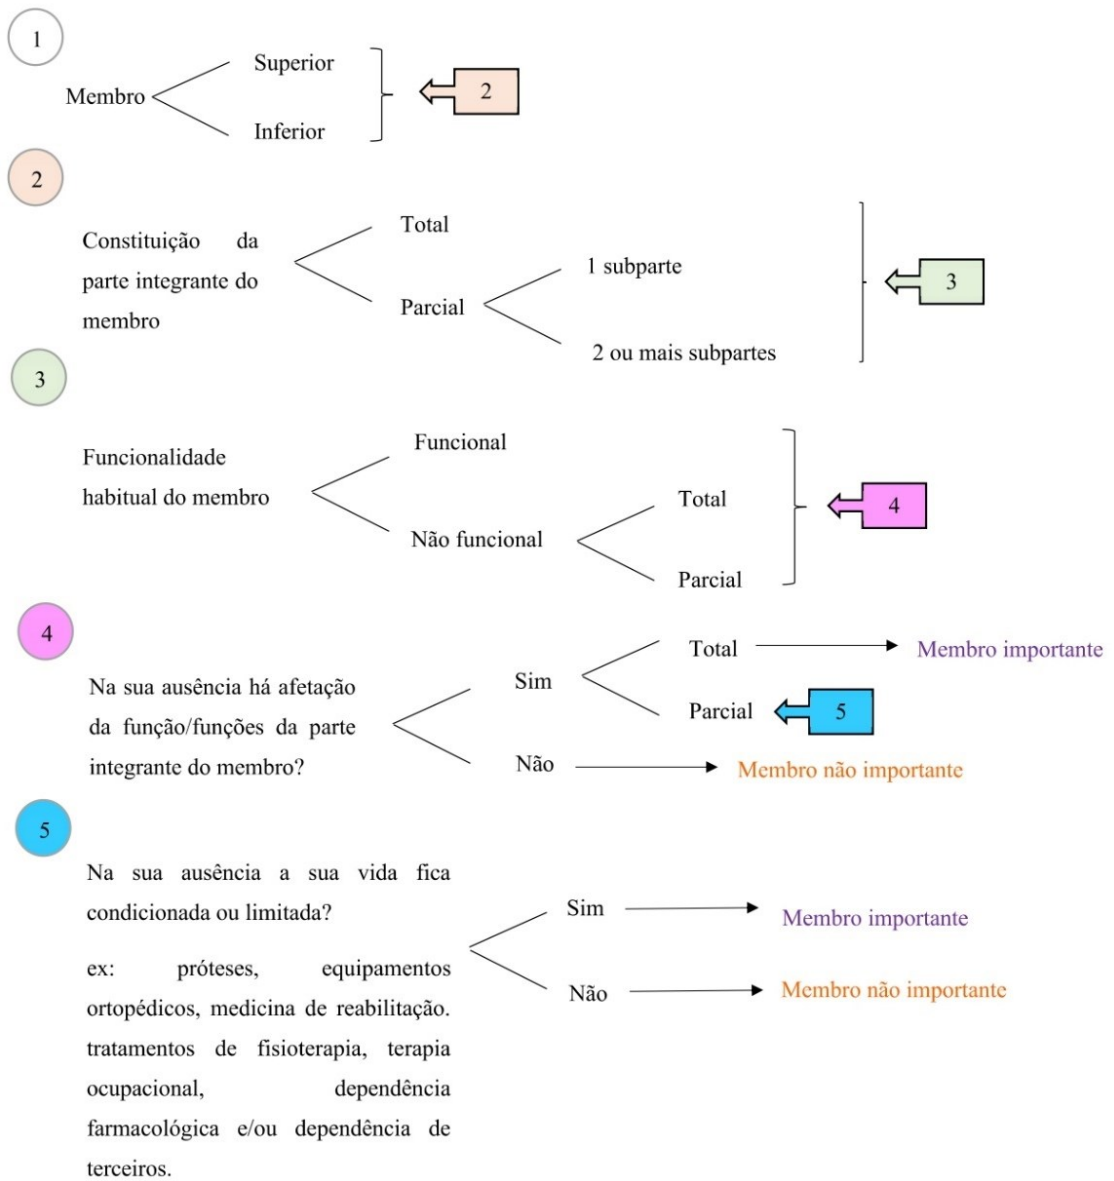 1
Superior
Membro
2
Inferior
2
Total
Constituição da
1 subparte
parte integrante do
3
Parcial
membro
2 ou mais subpartes
3
Funcional
Funcionalidade
habitual do membro
Total
4
Não funcional
Parcial
4
Total
Membro importante
Sim
Na sua ausência há afetação
da função/funções da parte
Parcial
5
integrante do membro?
Não
Membro não importante
5
Na sua ausência a sua vida fica
condicionada ou limitada?
Sim
Membro importante
ex: próteses, equipamentos
ortopédicos, medicina de reabilitação.
Não
Membro não importante
tratamentos de fisioterapia, terapia
ocupacional, dependência
farmacológica e/ou dependência de
terceiros.